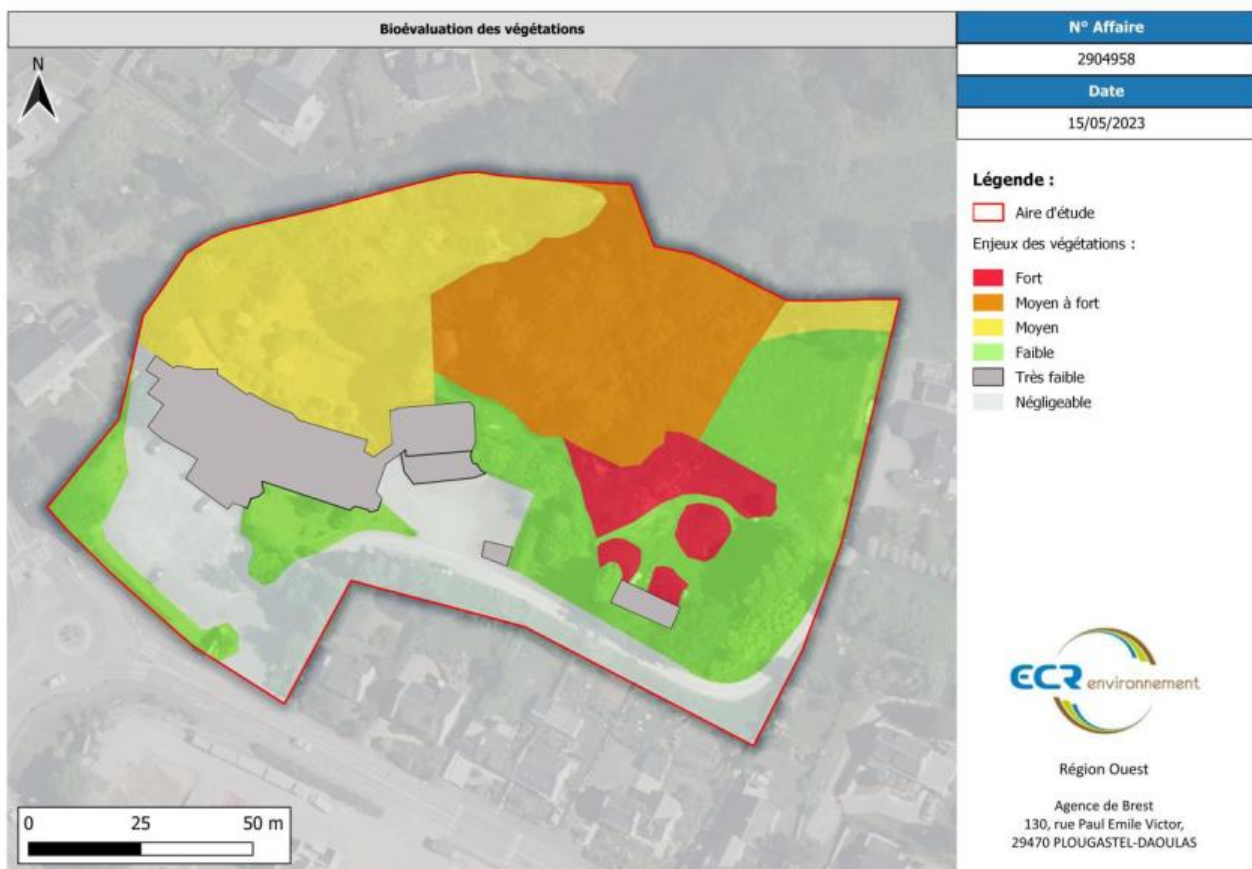 Bioévaluation des végétations
N
0 25 50 m
N° Affaire
2904958
Date
15/05/2023
Légende :
Aire d'étude
Enjeux des végétations :
Fort
Moyen à fort
Moyen
Faible
Très faible
Négligeable
ECR environnement
Région Ouest
Agence de Brest
130, rue Paul Emile Victor,
29470 PLOUGASTEL-DAOULAS